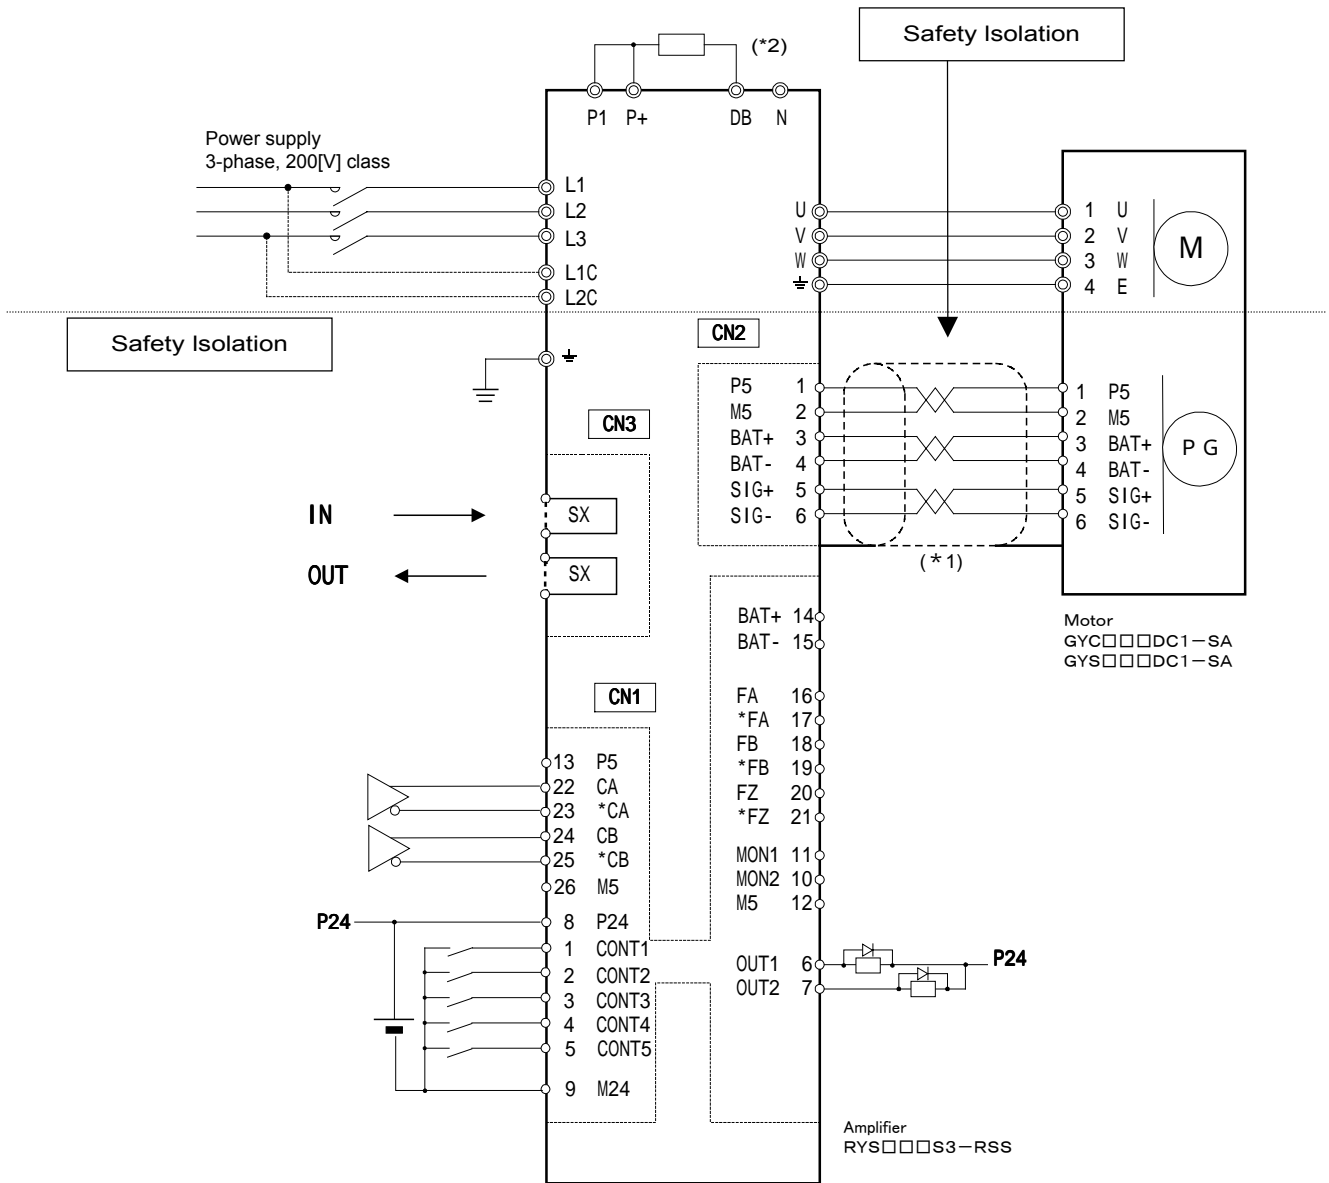 Safety Isolation
(*2)
P1 P+ DB N
Power supply
3-phase, 200[V] class
L1
L2
L3
L1C
L2C
U
V
W
1 U
2 V
3 W
4 E
M
Safety Isolation
CN2
P5 1
M5 2
BAT+ 3
BAT- 4
SIG+ 5
SIG- 6
1 P5
2 M5
3 BAT+
4 BAT-
5 SIG+
6 SIG-
PG
(*1)
CN3
IN
SX
OUT
SX
Motor
GYC□□□DC1-SA
GYS□□□DC1-SA
BAT+ 14
BAT- 15
FA 16
*FA 17
FB 18
*FB 19
FZ 20
*FZ 21
MON1 11
MON2 10
M5 12
OUT1 6
OUT2 7
P24
CN1
13 P5
22 CA
23 *CA
24 CB
25 *CB
26 M5
P24
8 P24
1 CONT1
2 CONT2
3 CONT3
4 CONT4
5 CONT5
9 M24
Amplifier
RYS□□□S3-RSS